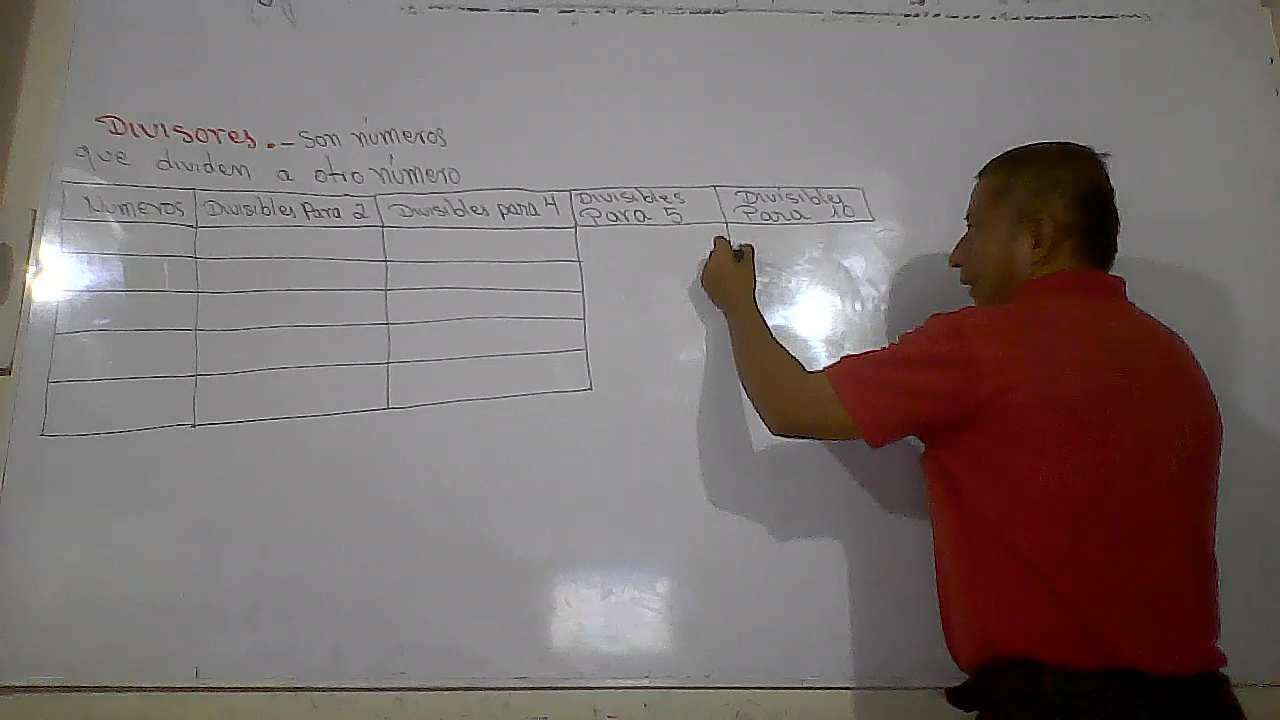 Divisores.- son números
que dividen a otro número
Números
Divisibles Para 2
Divisibles para 4
Divisibles
Para 5
Divisibles
Para 10